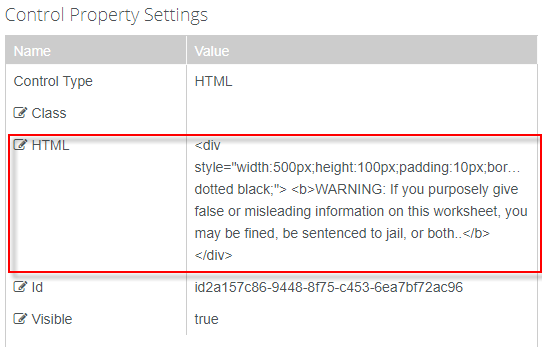 Control Property Settings
Name Value
Control Type HTML
Class
HTML <div
style="width:500px;height:100px;padding:10px;bor...
dotted black;"> <b>WARNING: If you purposely give
false or misleading information on this worksheet, you
may be fined, be sentenced to jail, or both..</b>
</div>
Id id2a157c86-9448-8f75-c453-6ea7bf72ac96
Visible true